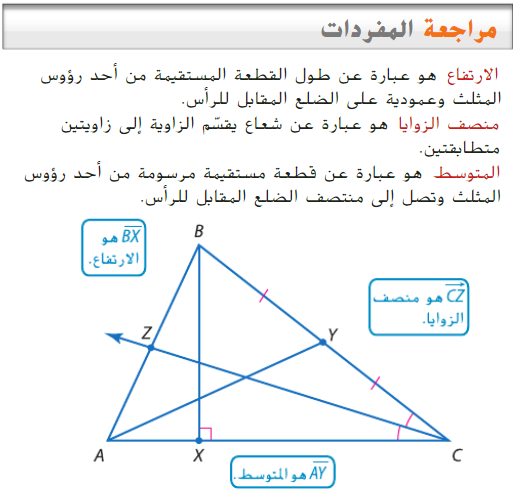 مراجعة المفردات
الارتفاع هو عبارة عن طول القطعة المستقيمة من أحد رؤوس
المثلث وعمودية على الضلع المقابل للرأس.
منصف الزوايا هو عبارة عن شعاع يقسّم الزاوية إلى زاويتين
متطابقتين.
المتوسط هو عبارة عن قطعة مستقيمة مرسومة من أحد رؤوس
المثلث وتصل إلى منتصف الضلع المقابل للرأس.
B
BX هو
الارتفاع.
CZ هو منصف
الزوايا.
Z
Y
A
X
C
AY هو المتوسط.